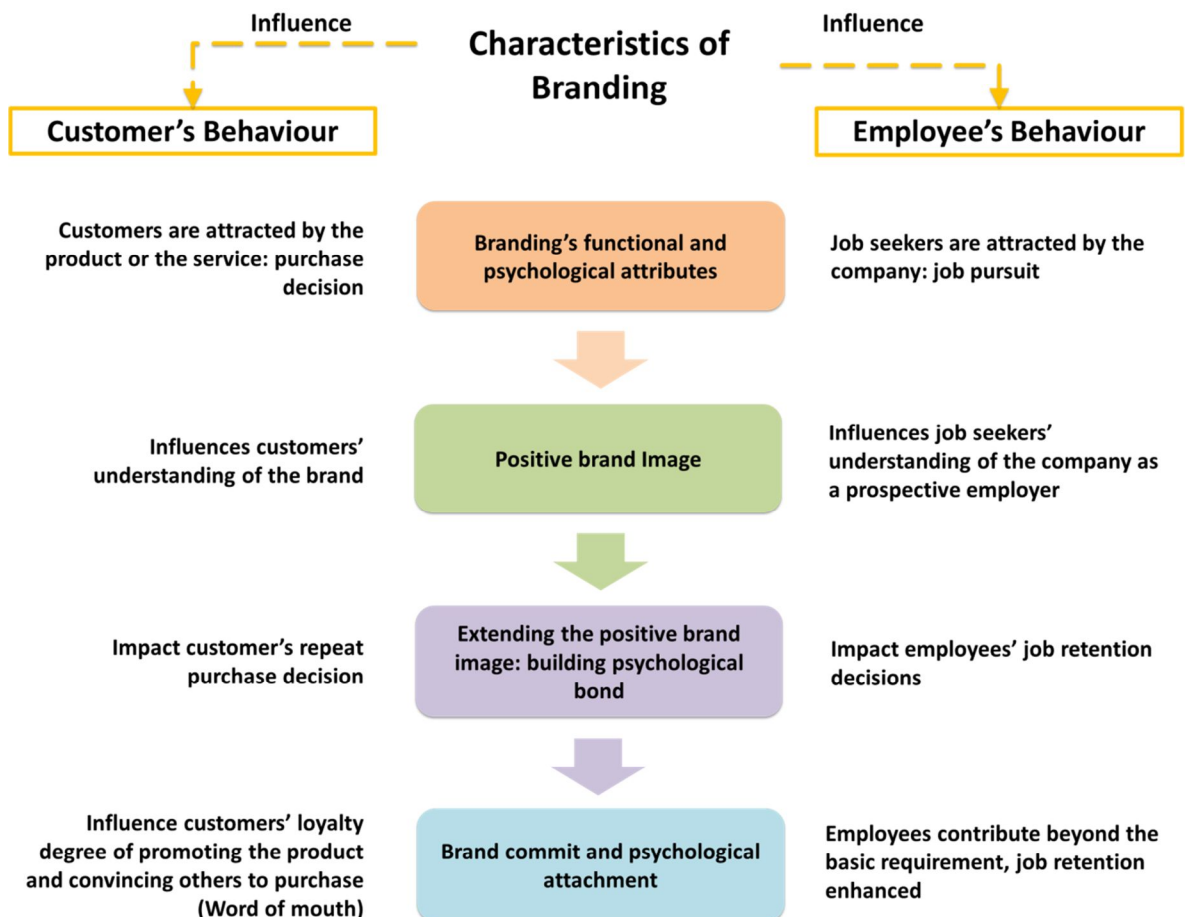 Influence
Characteristics of
Branding
Influence
Customer's Behaviour
Employee's Behaviour
Customers are attracted by the
product or the service: purchase
decision
Branding's functional and
psychological attributes
Job seekers are attracted by the
company: job pursuit
Influences customers'
understanding of the brand
Positive brand Image
Influences job seekers'
understanding of the company as
a prospective employer
Impact customer's repeat
purchase decision
Extending the positive brand
image: building psychological
bond
Impact employees' job retention
decisions
Influence customers' loyalty
degree of promoting the product
and convincing others to purchase
(Word of mouth)
Brand commit and psychological
attachment
Employees contribute beyond the
basic requirement, job retention
enhanced